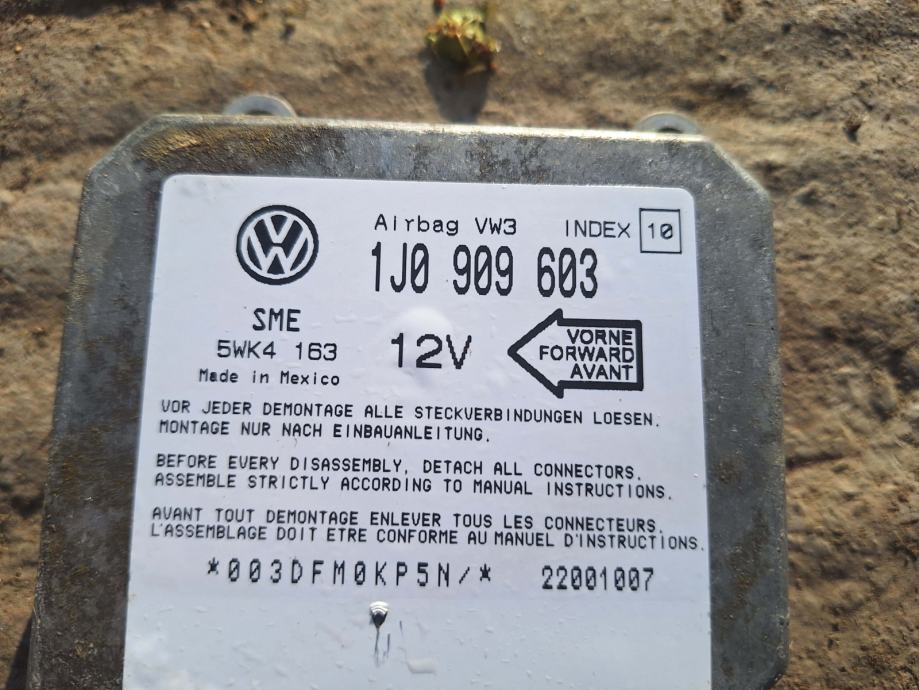 Airbag VW3 INDEX 10
1J0 909 603
SME
5WK4 163
Made in Mexico
12V
VORNE
FORWARD
AVANT
VOR JEDER DEMONTAGE ALLE STECKVERBINDUNGEN LOESEN.
MONTAGE NUR NACH EINBAUANLEITUNG.
BEFORE EVERY DISASSEMBLY, DETACH ALL CONNECTORS.
ASSEMBLE STRICTLY ACCORDING TO MANUAL INSTRUCTIONS.
AVANT TOUT DEMONTAGE ENLEVER TOUS LES CONNECTEURS.
L'ASSEMBLAGE DOIT ETRE CONFORME AU MANUEL D'INSTRUCTIONS.
*003DFM0KP5N/* 22001007